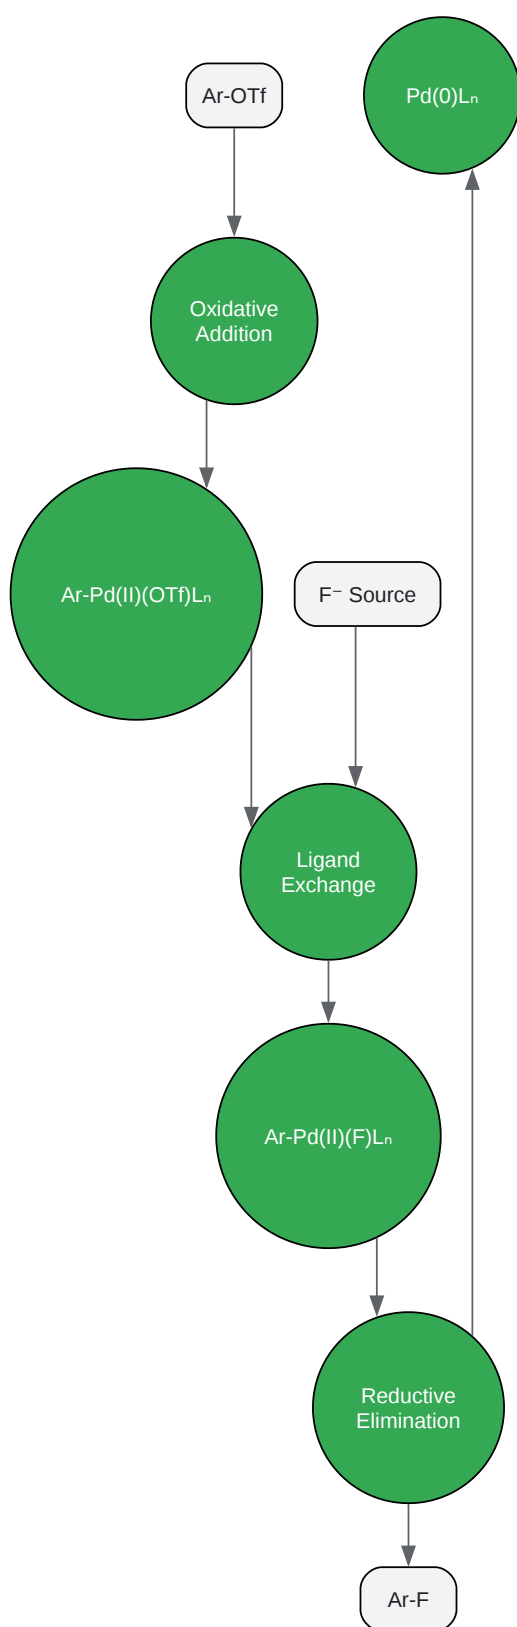 Ar-OTf
Pd(0)Lₙ
Oxidative
Addition
Ar-Pd(II)(OTf)Lₙ
F⁻ Source
Ligand
Exchange
Ar-Pd(II)(F)Lₙ
Reductive
Elimination
Ar-F